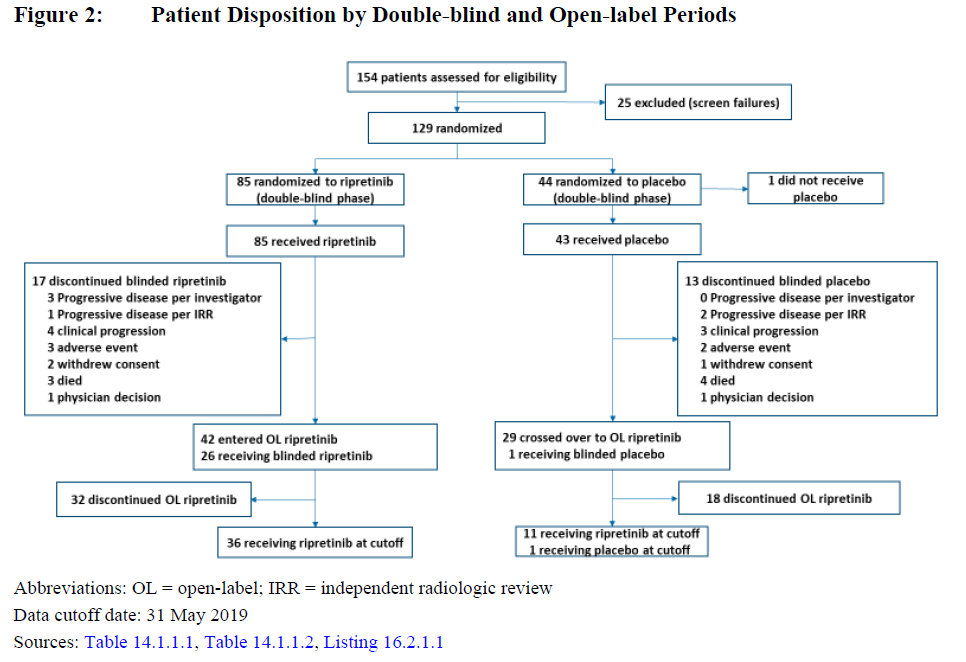 Figure 2: Patient Disposition by Double-blind and Open-label Periods
154 patients assessed for eligibility
25 excluded (screen failures)
129 randomized
85 randomized to ripretinib
(double-blind phase)
44 randomized to placebo
(double-blind phase)
1 did not receive
placebo
85 received ripretinib
43 received placebo
17 discontinued blinded ripretinib
3 Progressive disease per investigator
1 Progressive disease per IRR
4 clinical progression
3 adverse event
2 withdrew consent
3 died
1 physician decision
13 discontinued blinded placebo
0 Progressive disease per investigator
2 Progressive disease per IRR
3 clinical progression
2 adverse event
1 withdrew consent
4 died
1 physician decision
42 entered OL ripretinib
26 receiving blinded ripretinib
29 crossed over to OL ripretinib
1 receiving blinded placebo
32 discontinued OL ripretinib
18 discontinued OL ripretinib
36 receiving ripretinib at cutoff
11 receiving ripretinib at cutoff
1 receiving placebo at cutoff
Abbreviations: OL = open-label; IRR = independent radiologic review
Data cutoff date: 31 May 2019
Sources: Table 14.1.1.1, Table 14.1.1.2, Listing 16.2.1.1